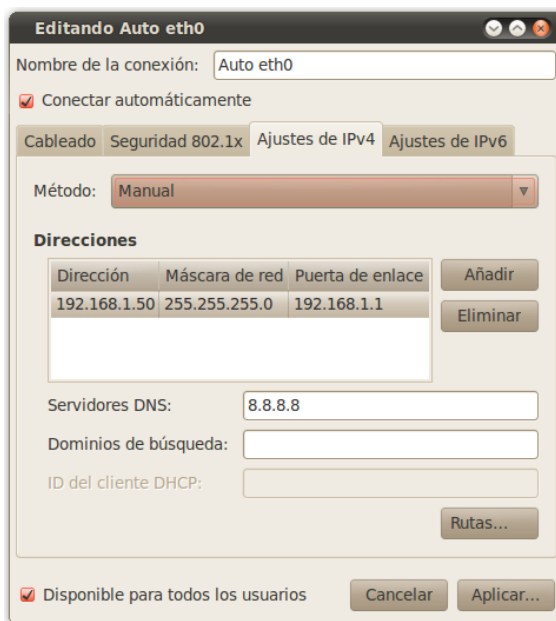 Editando Auto eth0
Nombre de la conexión: Auto eth0
Conectar automáticamente
Cableado Seguridad 802.1x Ajustes de IPv4 Ajustes de IPv6
Método: Manual
Direcciones
Dirección Máscara de red Puerta de enlace Añadir
192.168.1.50 255.255.255.0 192.168.1.1
Eliminar
Servidores DNS: 8.8.8.8
Dominios de búsqueda:
ID del cliente DHCP:
Rutas...
Disponible para todos los usuarios Cancelar Aplicar...